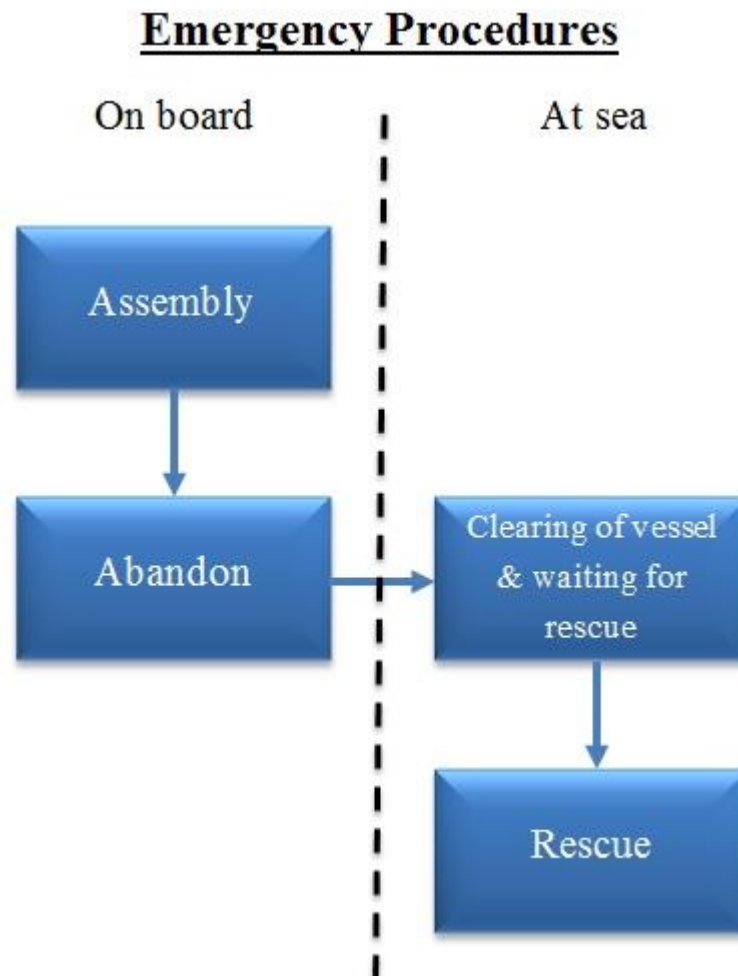 Emergency Procedures
On board
At sea
Assembly
Abandon
Clearing of vessel
& waiting for
rescue
Rescue